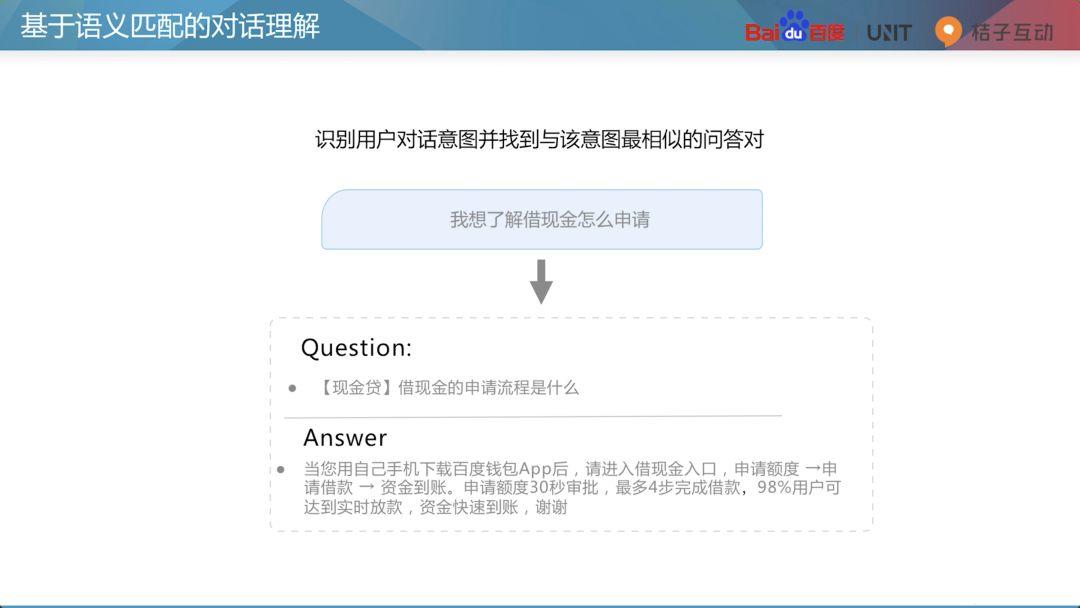 基于语义匹配的对话理解
Bai du 百度 UNIT 桔子互动
识别用户对话意图并找到与该意图最相似的问答对
我想了解借现金怎么申请
Question:
● 【现金贷】借现金的申请流程是什么
Answer
● 当您用自己手机下载百度钱包App后，请进入借现金入口，申请额度 →申
请借款 → 资金到账。申请额度30秒审批，最多4步完成借款，98%用户可
达到实时放款，资金快速到账，谢谢